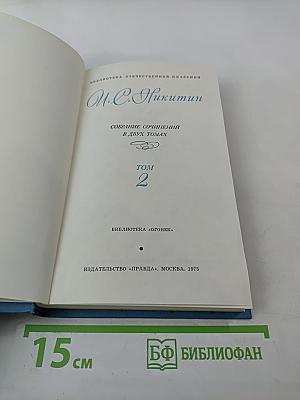 БИБЛИОТЕКА ОТЕЧЕСТВЕННОЙ КЛАССИКИ
И. С. Никитин
СОБРАНИЕ СОЧИНЕНИЙ
В ДВУХ ТОМАХ
ТОМ
2
БИБЛИОТЕКА «ОГОНЕК»
ИЗДАТЕЛЬСТВО «ПРАВДА». МОСКВА. 1975
15 см
БФ БИБЛИОФАН